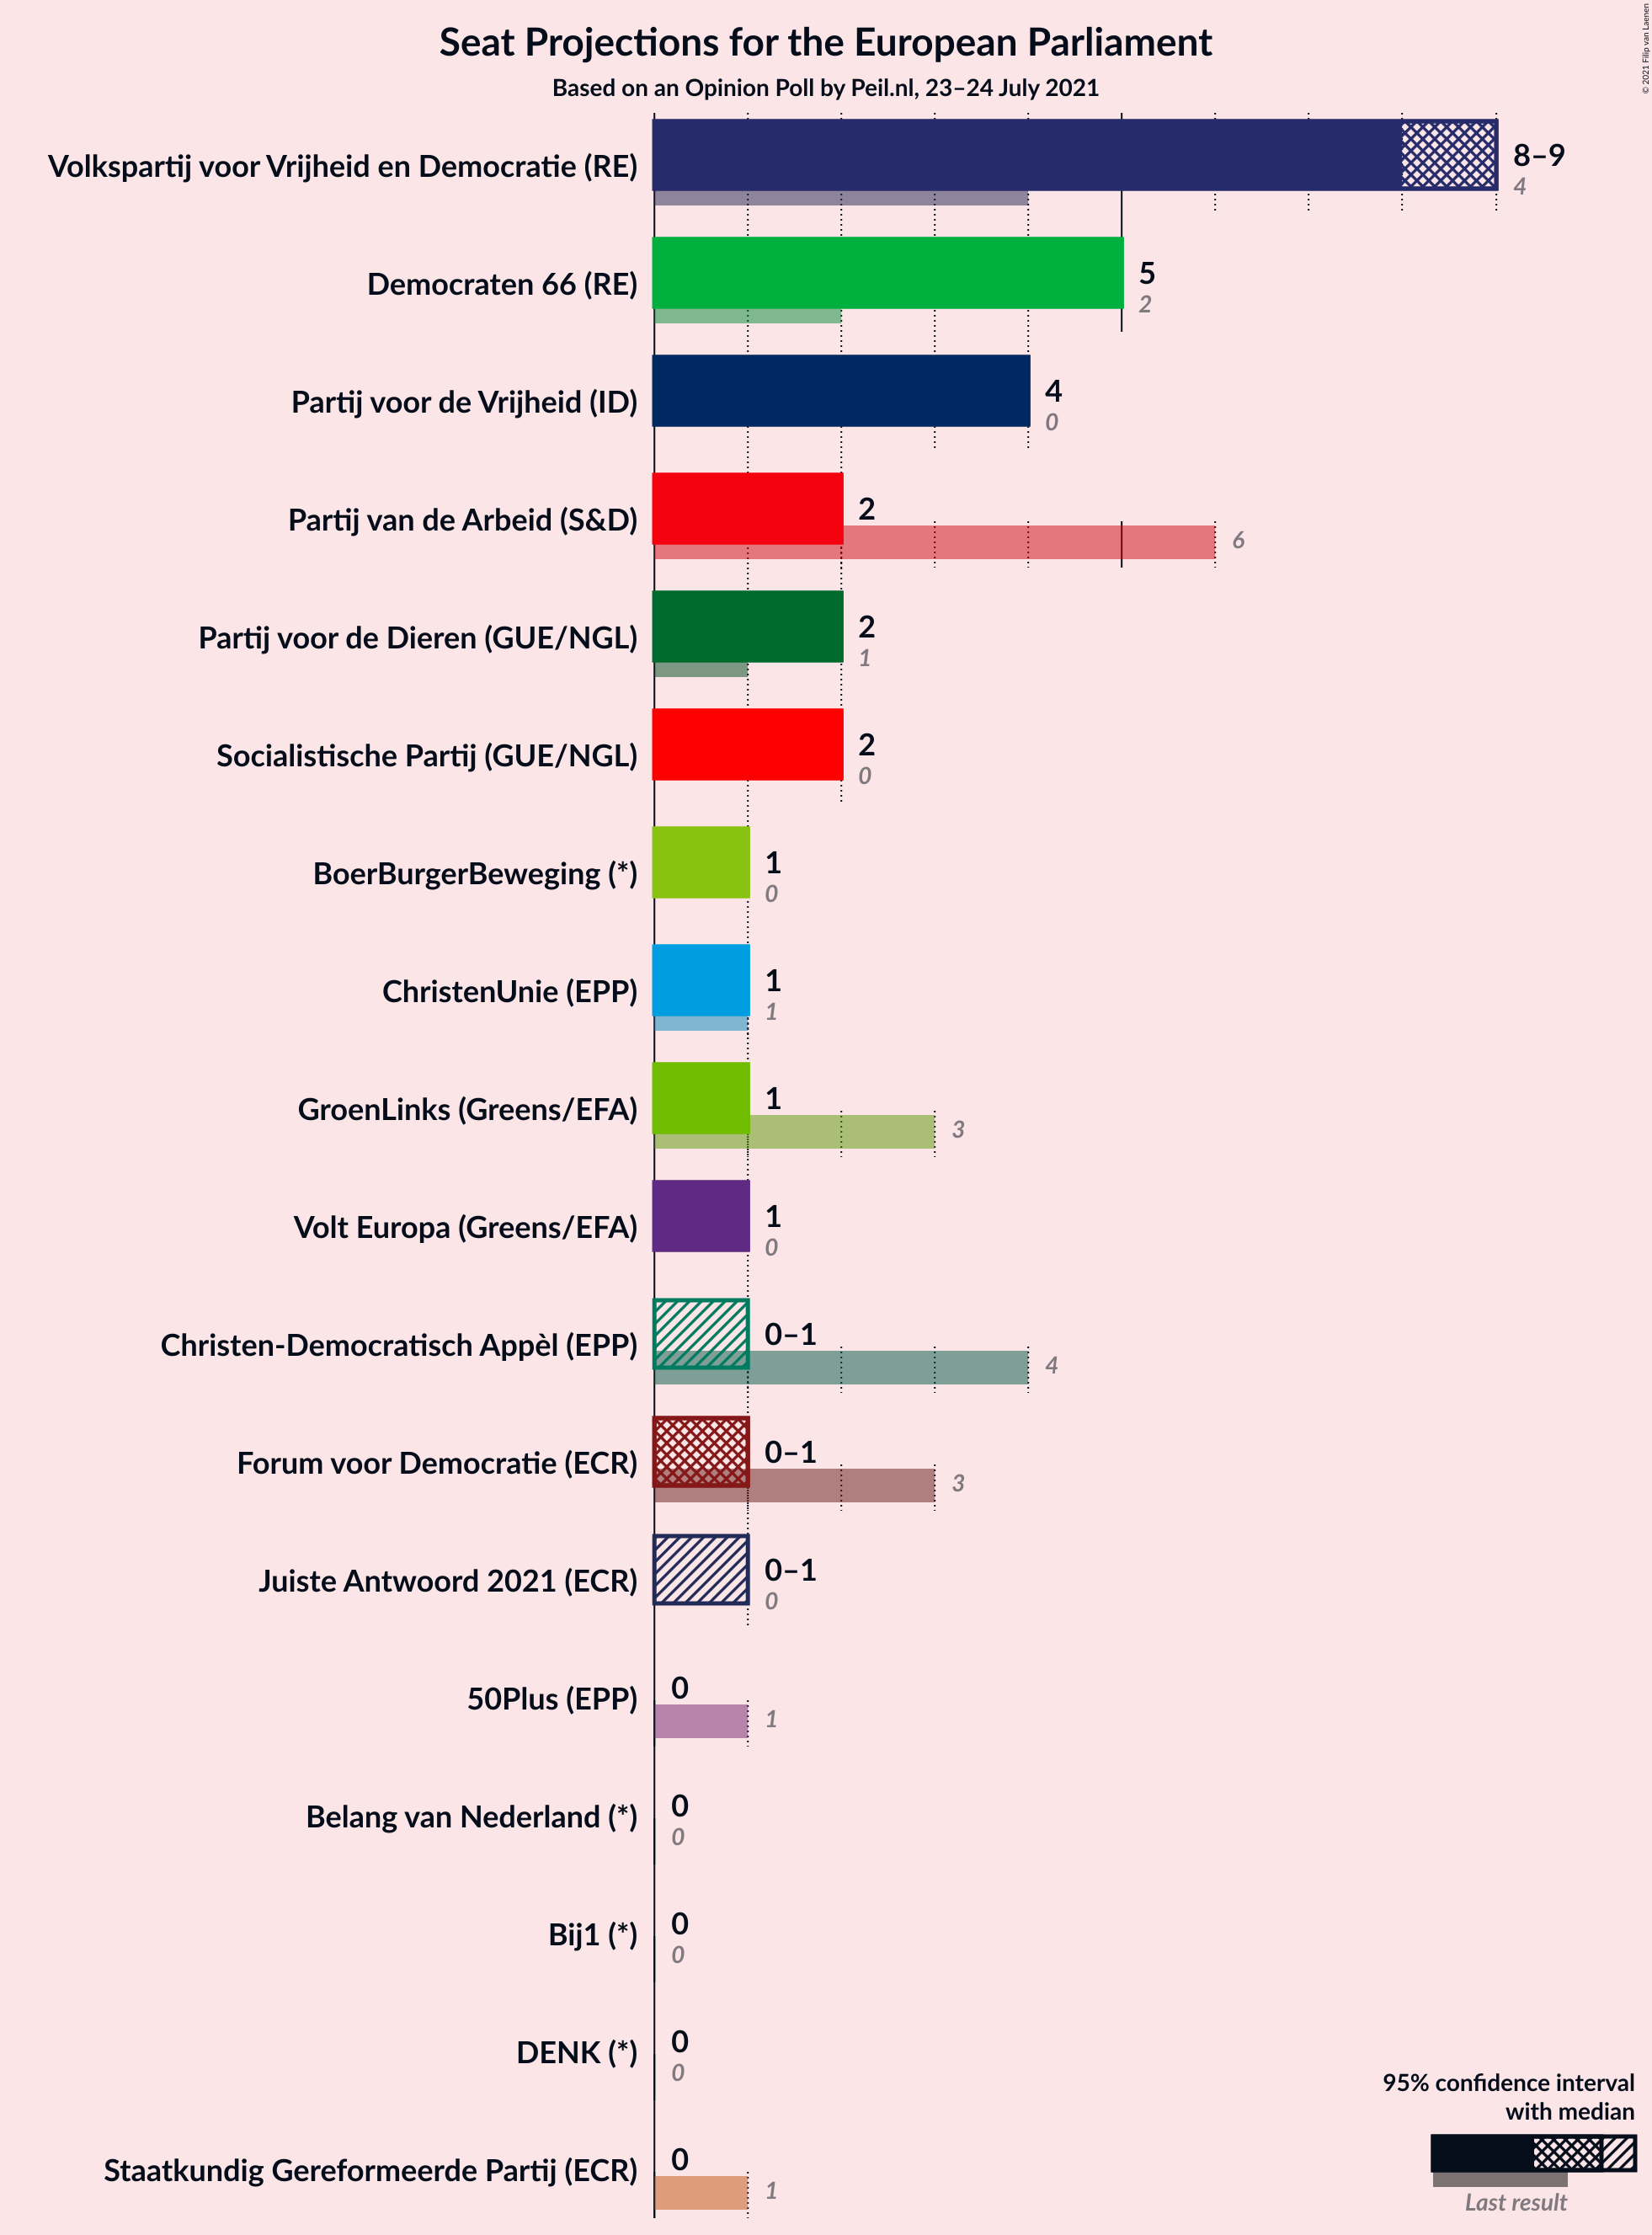 Seat Projections for the European Parliament
Based on an Opinion Poll by Peil.nl, 23–24 July 2021
© 2021 Filip van Laenen
Volkspartij voor Vrijheid en Democratie (RE)
8–9
4
Democraten 66 (RE)
5
2
Partij voor de Vrijheid (ID)
4
0
Partij van de Arbeid (S&D)
2
6
Partij voor de Dieren (GUE/NGL)
2
1
Socialistische Partij (GUE/NGL)
2
0
BoerBurgerBeweging (*)
1
0
ChristenUnie (EPP)
1
1
GroenLinks (Greens/EFA)
1
3
Volt Europa (Greens/EFA)
1
0
Christen-Democratisch Appèl (EPP)
0–1
4
Forum voor Democratie (ECR)
0–1
3
Juiste Antwoord 2021 (ECR)
0–1
0
50Plus (EPP)
0
1
Belang van Nederland (*)
0
0
Bij1 (*)
0
0
DENK (*)
0
0
Staatkundig Gereformeerde Partij (ECR)
0
1
95% confidence interval
with median
Last result